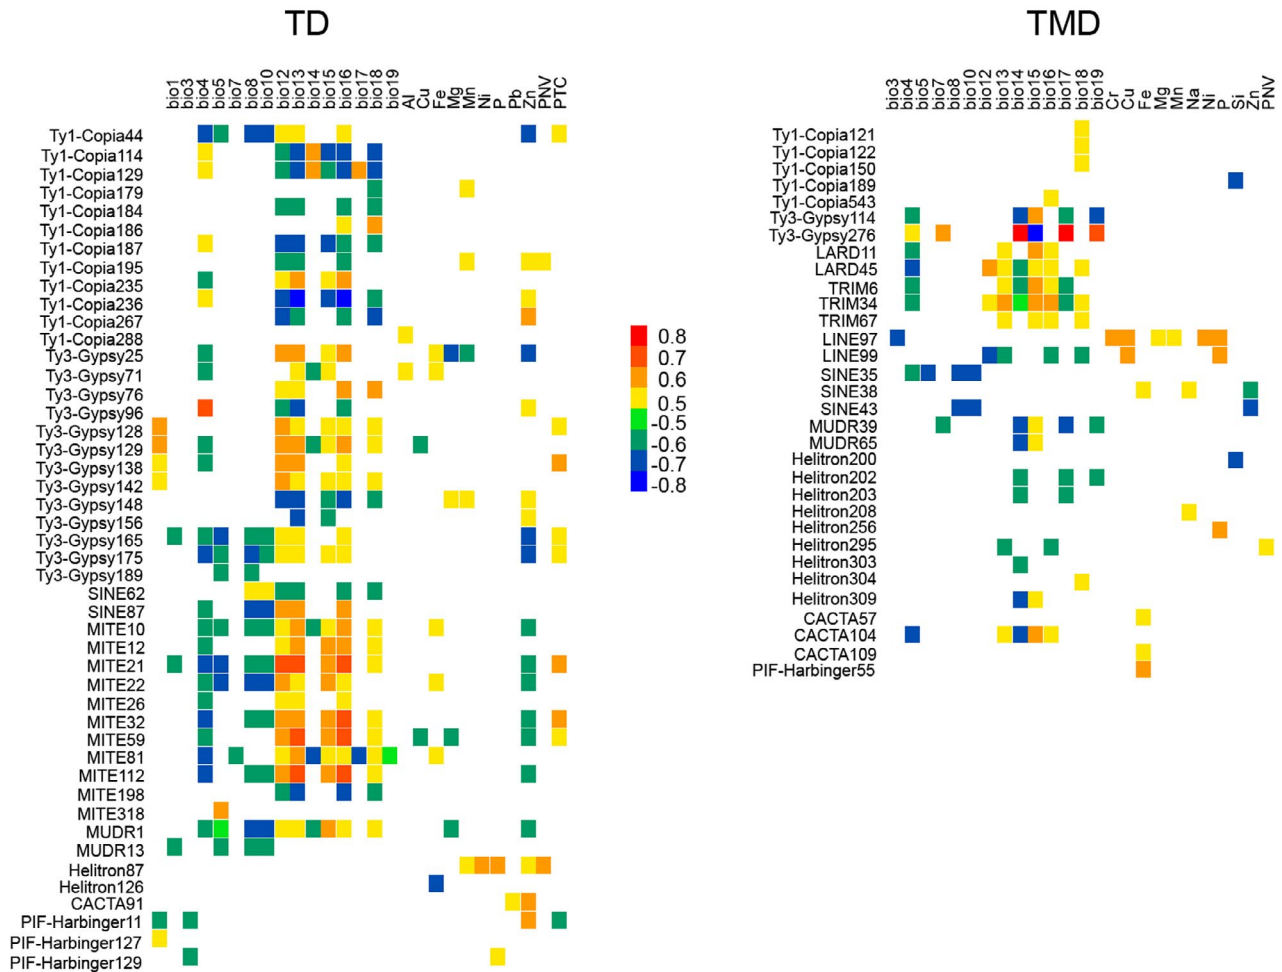 TD
bio1
bio3
bio4
bio5
bio7
bio8
bio10
bio12
bio13
bio14
bio15
bio16
bio17
bio18
bio19
Al
Cu
Fe
Mg
Mn
Ni
P
Pb
Zn
PNV
PTC
Ty1-Copia44
Ty1-Copia114
Ty1-Copia129
Ty1-Copia179
Ty1-Copia184
Ty1-Copia186
Ty1-Copia187
Ty1-Copia195
Ty1-Copia235
Ty1-Copia236
Ty1-Copia267
Ty1-Copia288
Ty3-Gypsy25
Ty3-Gypsy71
Ty3-Gypsy76
Ty3-Gypsy96
Ty3-Gypsy128
Ty3-Gypsy129
Ty3-Gypsy138
Ty3-Gypsy142
Ty3-Gypsy148
Ty3-Gypsy156
Ty3-Gypsy165
Ty3-Gypsy175
Ty3-Gypsy189
SINE62
SINE87
MITE10
MITE12
MITE21
MITE22
MITE26
MITE32
MITE59
MITE81
MITE112
MITE198
MITE318
MUDR1
MUDR13
Helitron87
Helitron126
CACTA91
PIF-Harbinger11
PIF-Harbinger127
PIF-Harbinger129
0.8
0.7
0.6
0.5
-0.5
-0.6
-0.7
-0.8
TMD
bio3
bio4
bio5
bio7
bio8
bio10
bio12
bio13
bio14
bio15
bio16
bio17
bio18
bio19
Cr
Cu
Fe
Mg
Mn
Na
Ni
P
Si
Zn
PNV
Ty1-Copia121
Ty1-Copia122
Ty1-Copia150
Ty1-Copia189
Ty1-Copia543
Ty3-Gypsy114
Ty3-Gypsy276
LARD11
LARD45
TRIM6
TRIM34
TRIM67
LINE97
LINE99
SINE35
SINE38
SINE43
MUDR39
MUDR65
Helitron200
Helitron202
Helitron203
Helitron208
Helitron256
Helitron295
Helitron303
Helitron304
Helitron309
CACTA57
CACTA104
CACTA109
PIF-Harbinger55